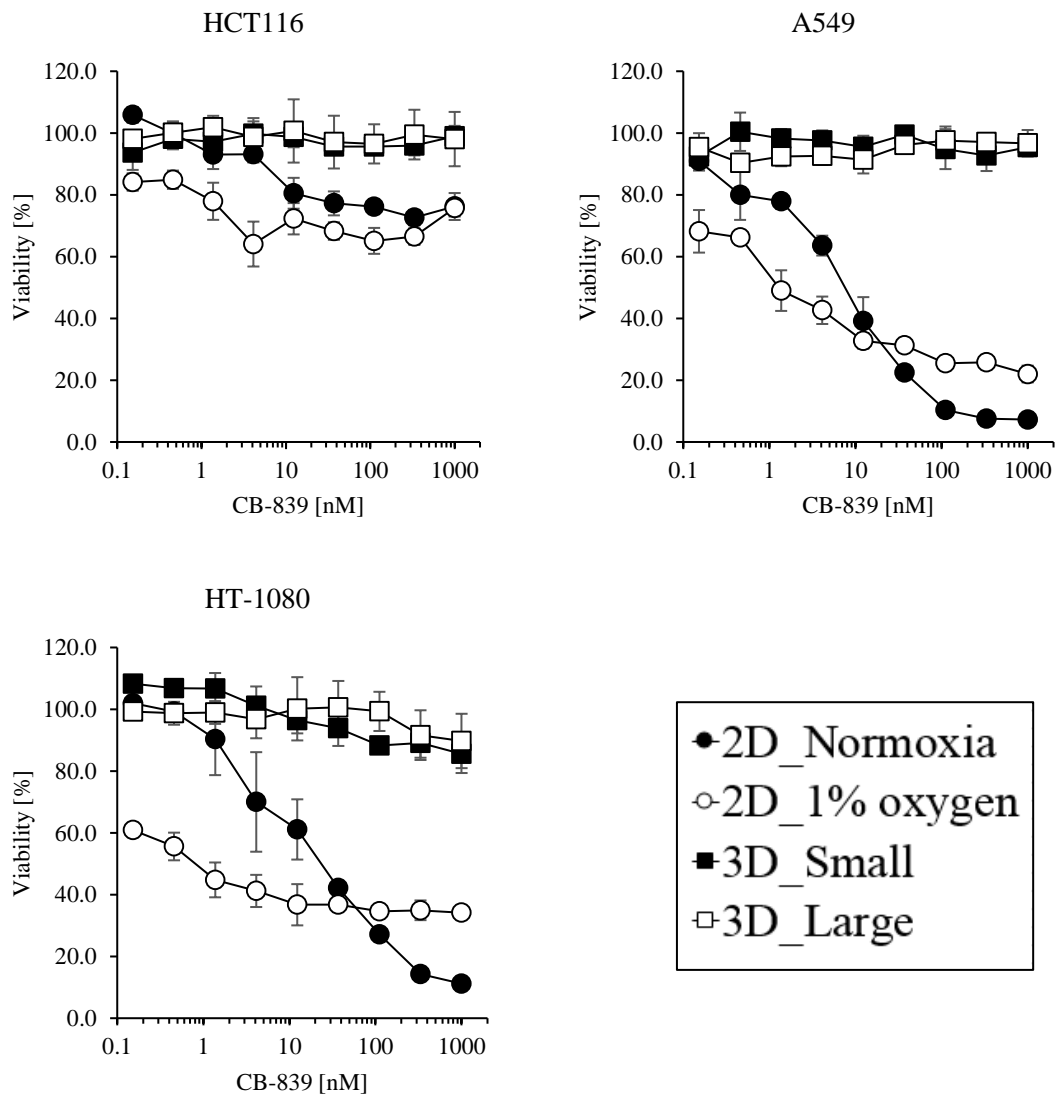 HCT116
120.0
100.0
80.0
60.0
40.0
20.0
0.0
Viability [%]
0.1 1 10 100 1000
CB-839 [nM]
A549
120.0
100.0
80.0
60.0
40.0
20.0
0.0
Viability [%]
0.1 1 10 100 1000
CB-839 [nM]
HT-1080
120.0
100.0
80.0
60.0
40.0
20.0
0.0
Viability [%]
0.1 1 10 100 1000
CB-839 [nM]
2D_Normoxia
2D_1% oxygen
3D_Small
3D_Large